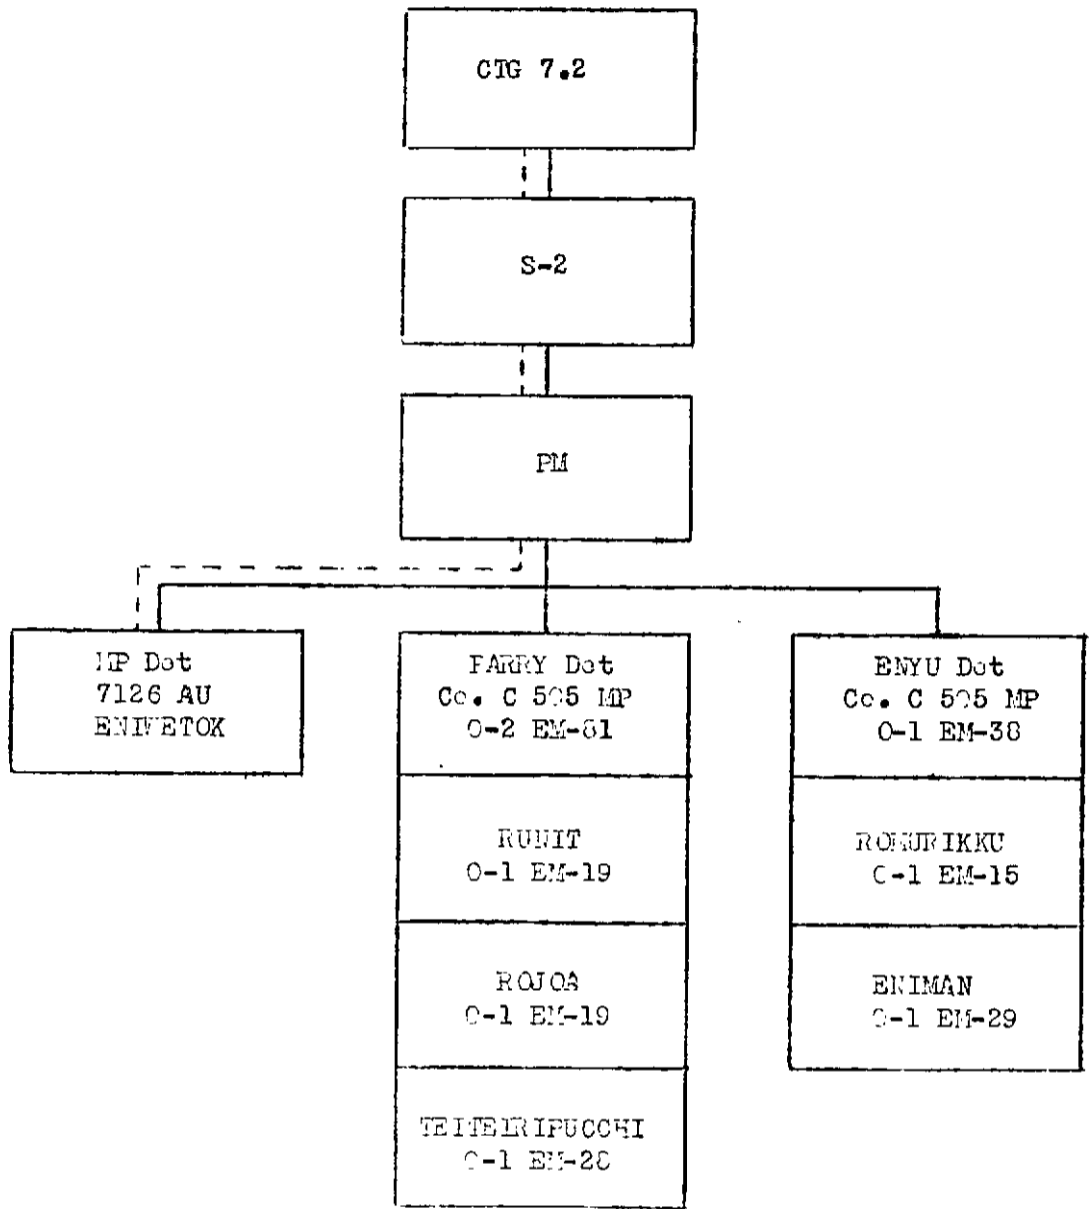 CTG 7.2
S-2
PM
MP Det
7126 AU
ENIWETOK
PARRY Det
Co. C 505 MP
O-2 EM-81
RUNIT
O-1 EM-19
ROJOA
O-1 EM-19
TEITEIRIPUCCHI
O-1 EM-28
ENYU Det
Co. C 505 MP
O-1 EM-38
ROMURIKKU
O-1 EM-15
ENIMAN
O-1 EM-29